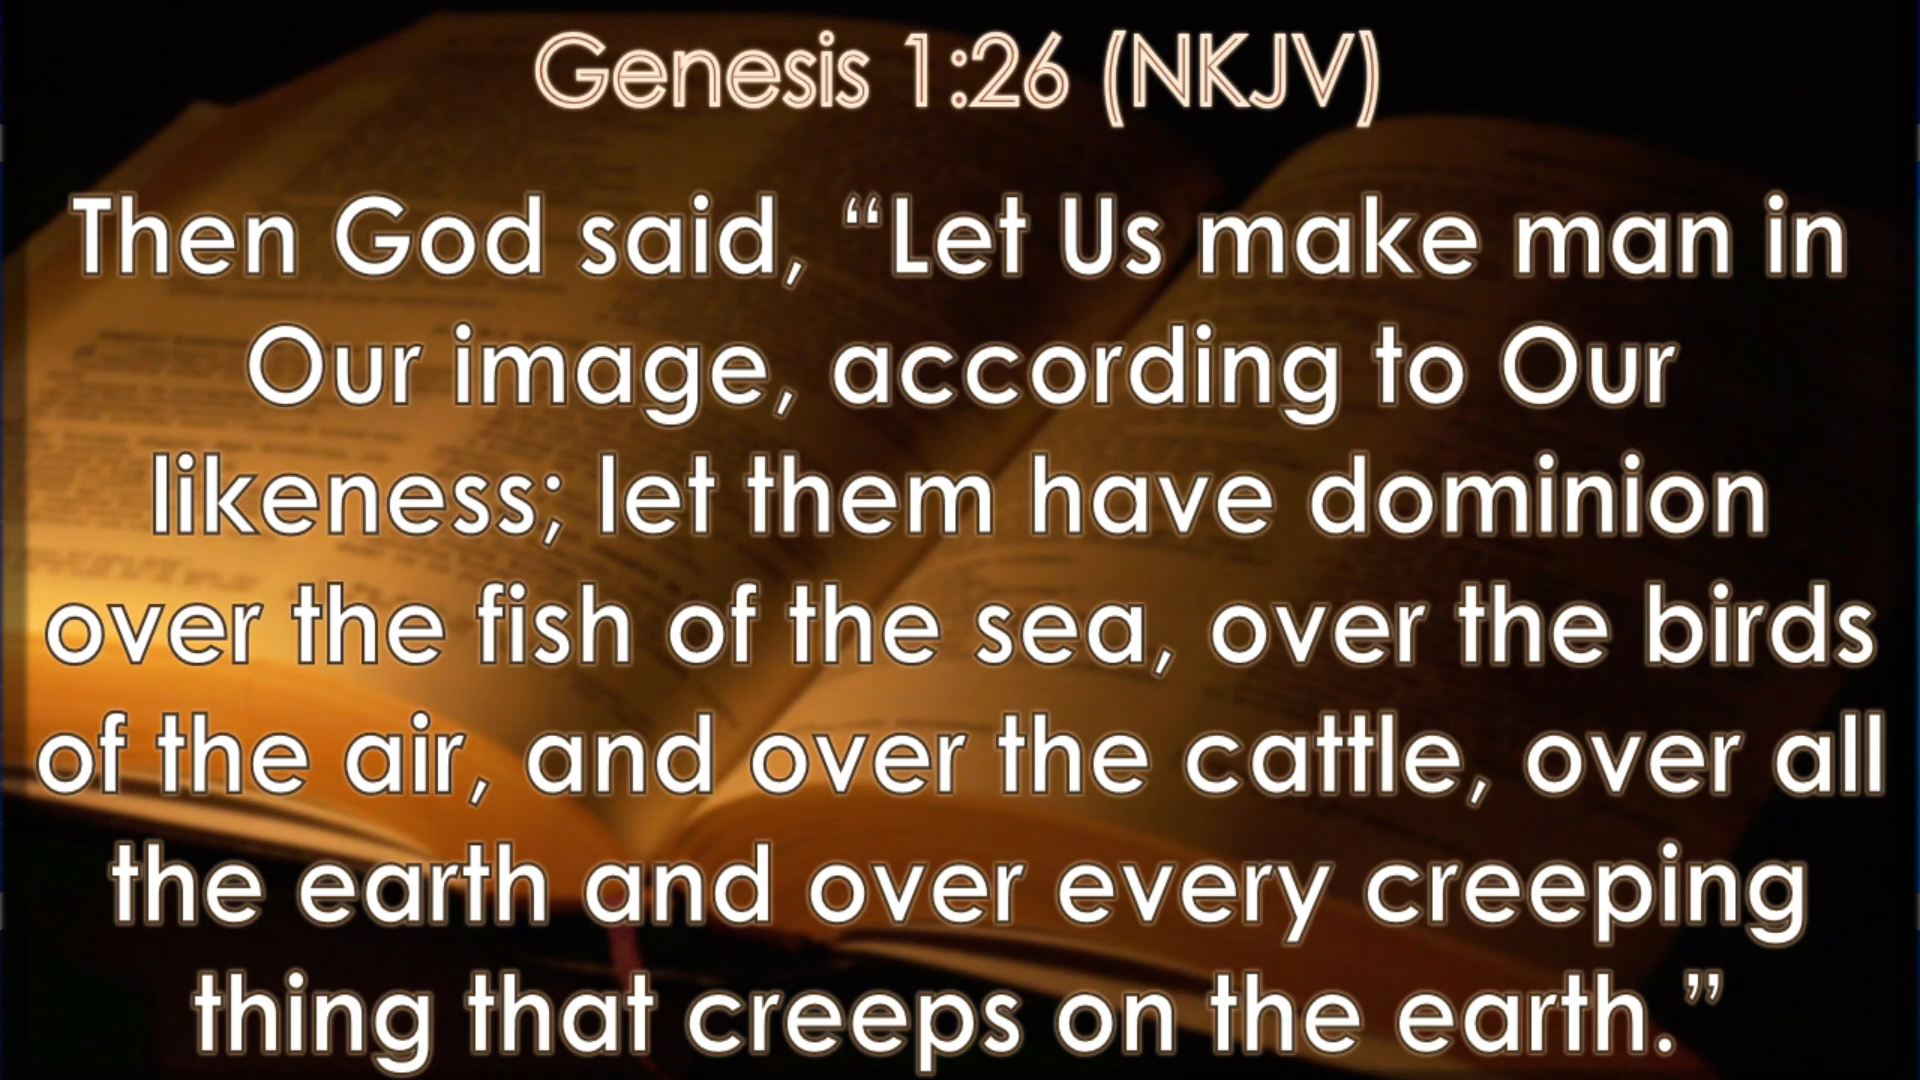 Genesis 1:26 (NKJV)
Then God said, “Let Us make man in
Our image, according to Our
likeness; let them have dominion
over the fish of the sea, over the birds
of the air, and over the cattle, over all
the earth and over every creeping
thing that creeps on the earth.”